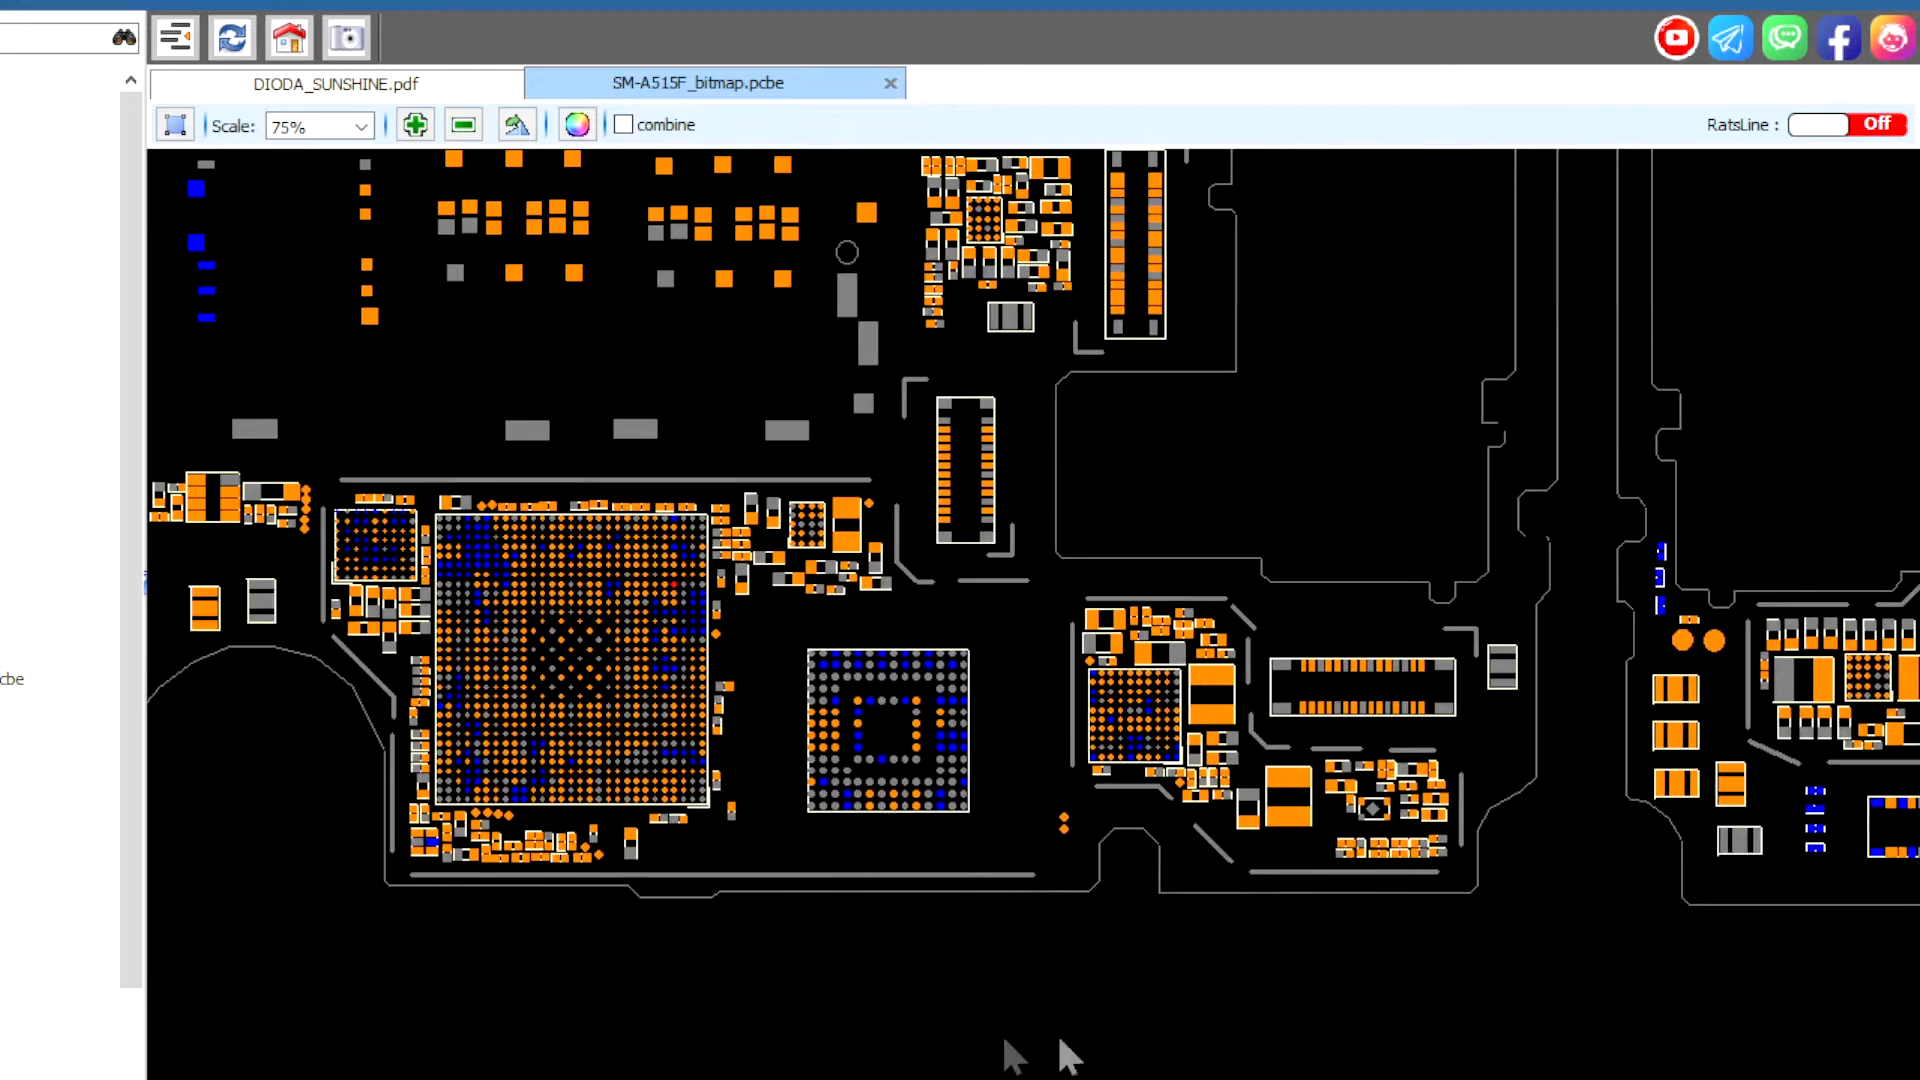 DIODA_SUNSHINE.pdf
SM-A515F_bitmap.pcbe
Scale:
75%
combine
RatsLine :
Off
cbe